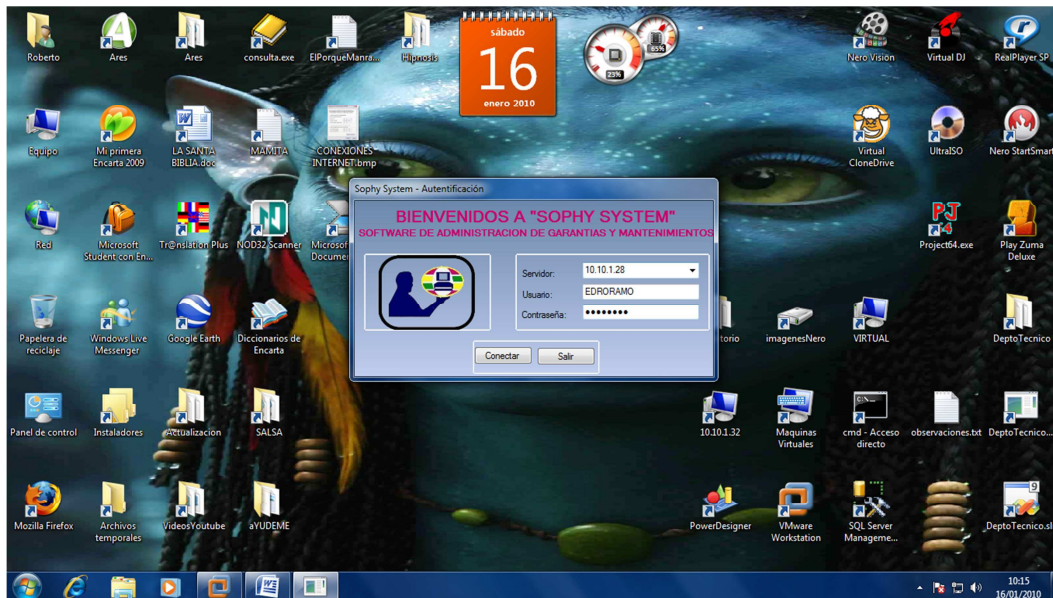 Roberto
Ares
Ares
consulta.exe
ElPorqueManra...
Hipnosis
sábado
16
enero 2010
23%
65%
Nero Vision
Virtual DJ
RealPlayer SP
Equipo
Mi primera
Encarta 2009
LA SANTA
BIBLIA.doc
MAMITA
CONEXIONES
INTERNET.bmp
Virtual
CloneDrive
UltraISO
Nero StartSmart
Red
Microsoft
Student con En...
Tr@nslation Plus
NOD32 Scanner
Microsof
Docume
Project64.exe
Play Zuma
Deluxe
Sophy System - Autentificación
BIENVENIDOS A "SOPHY SYSTEM"
SOFTWARE DE ADMINISTRACION DE GARANTIAS Y MANTENIMIENTOS
Servidor:
10.10.1.28
Usuario:
EDRORAMO
Contraseña:
••••••••
Conectar
Salir
Papelera de
reciclaje
Windows Live
Messenger
Google Earth
Diccionarios de
Encarta
torio
imagenesNero
VIRTUAL
DeptoTecnico
Panel de control
Instaladores
Actualizacion
SALSA
10.10.1.32
Maquinas
Virtuales
cmd - Acceso
directo
observaciones.txt
DeptoTecnico...
Mozilla Firefox
Archivos
temporales
VideosYoutube
aYUDEME
PowerDesigner
VMware
Workstation
SQL Server
Manageme...
DeptoTecnico.sl
10:15
16/01/2010